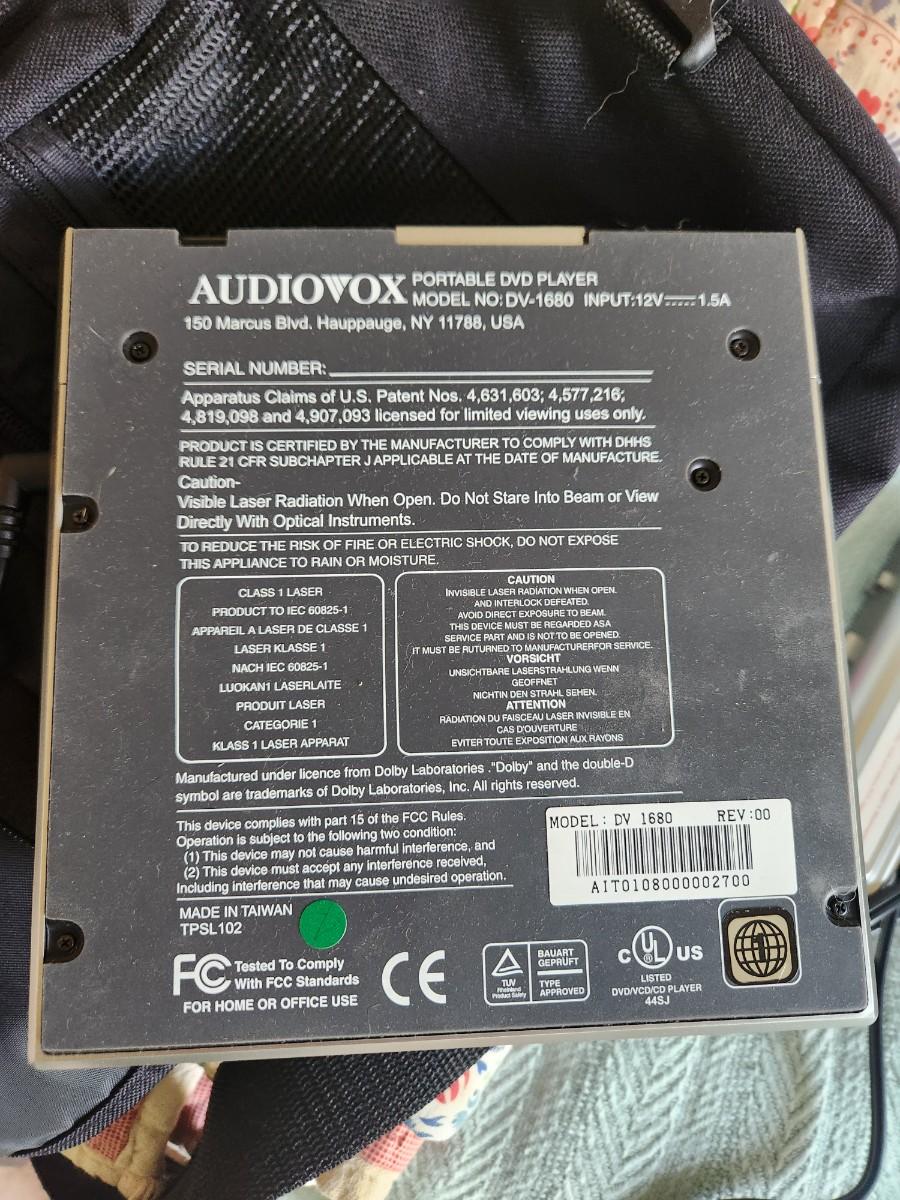 AUDIOVOX PORTABLE DVD PLAYER
MODEL NO: DV-1680 INPUT:12V 1.5A
150 Marcus Blvd. Hauppauge, NY 11788, USA
SERIAL NUMBER:
Apparatus Claims of U.S. Patent Nos. 4,631,603; 4,577,216;
4,819,098 and 4,907,093 licensed for limited viewing uses only.
PRODUCT IS CERTIFIED BY THE MANUFACTURER TO COMPLY WITH DHHS
RULE 21 CFR SUBCHAPTER J APPLICABLE AT THE DATE OF MANUFACTURE.
Caution-
Visible Laser Radiation When Open. Do Not Stare Into Beam or View
Directly With Optical Instruments.
TO REDUCE THE RISK OF FIRE OR ELECTRIC SHOCK, DO NOT EXPOSE
THIS APPLIANCE TO RAIN OR MOISTURE.
CLASS 1 LASER
PRODUCT TO IEC 60825-1
APPAREIL A LASER DE CLASSE 1
LASER KLASSE 1
NACH IEC 60825-1
LUOKAN1 LASERLAITE
PRODUIT LASER
CATEGORIE 1
KLASS 1 LASER APPARAT
CAUTION
INVISIBLE LASER RADIATION WHEN OPEN.
AND INTERLOCK DEFEATED.
AVOID DIRECT EXPOSURE TO BEAM.
THIS DEVICE MUST BE REGARDED ASA
SERVICE PART AND IS NOT TO BE OPENED.
IT MUST BE RUTURNED TO MANUFACTURERFOR SERVICE.
VORSICHT
UNSICHTBARE LASERSTRAHLUNG WENN
GEOFFNET
NICHTIN DEN STRAHL SEHEN.
ATTENTION
RADIATION DU FAISCEAU LASER INVISIBLE EN
CAS D'OUVERTURE
EVITER TOUTE EXPOSITION AUX RAYONS
Manufactured under licence from Dolby Laboratories ."Dolby" and the double-D
symbol are trademarks of Dolby Laboratories, Inc. All rights reserved.
This device complies with part 15 of the FCC Rules.
Operation is subject to the following two condition:
(1) This device may not cause harmful interference, and
(2) This device must accept any interference received,
Including interference that may cause undesired operation.
MODEL: DV 1680 REV:00
AIT0108000002700
MADE IN TAIWAN
TPSL102
FC Tested To Comply
With FCC Standards
FOR HOME OR OFFICE USE
CE
TUV
Rheinland
Product Safety
BAUART
GEPRÜFT
TYPE
APPROVED
c UL ® US
LISTED
DVD/VCD/CD PLAYER
44SJ
1